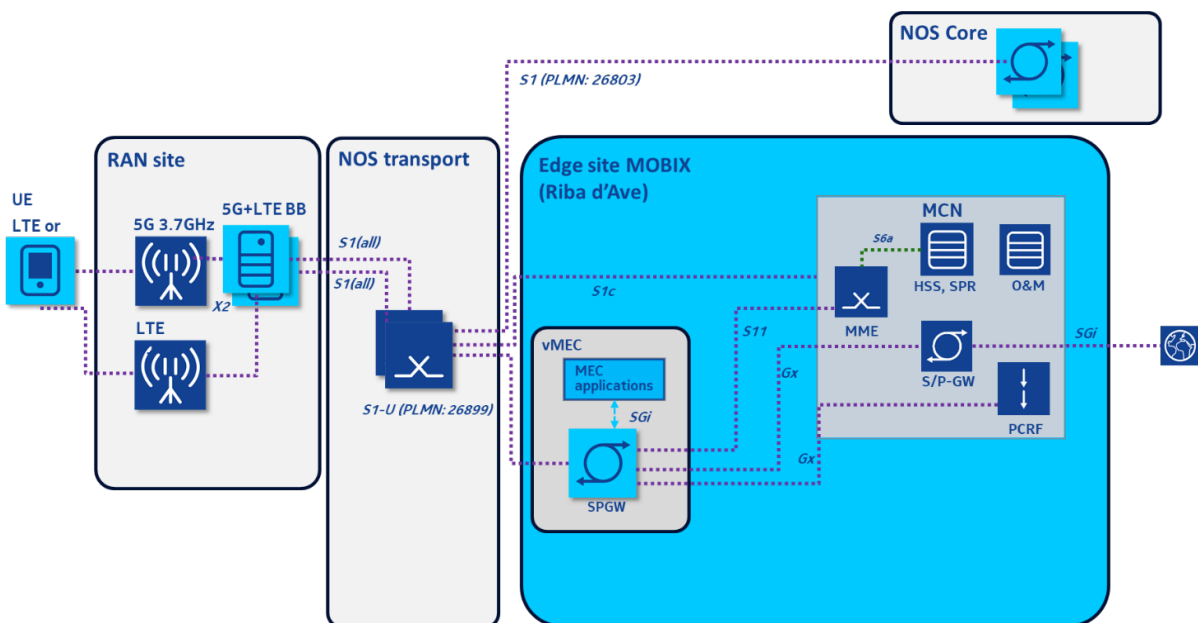 NOS Core
S1 (PLMN: 26803)
RAN site
NOS transport
Edge site MOBIX
(Riba d'Ave)
UE
LTE or
5G 3.7GHz
5G+LTE BB
X2
LTE
S1(all)
S1(all)
S1-U (PLMN: 26899)
S1c
MCN
S6a
HSS, SPR
O&M
MME
S11
vMEC
MEC
applications
SGi
SPGW
Gx
S/P-GW
SGi
Gx
PCRF